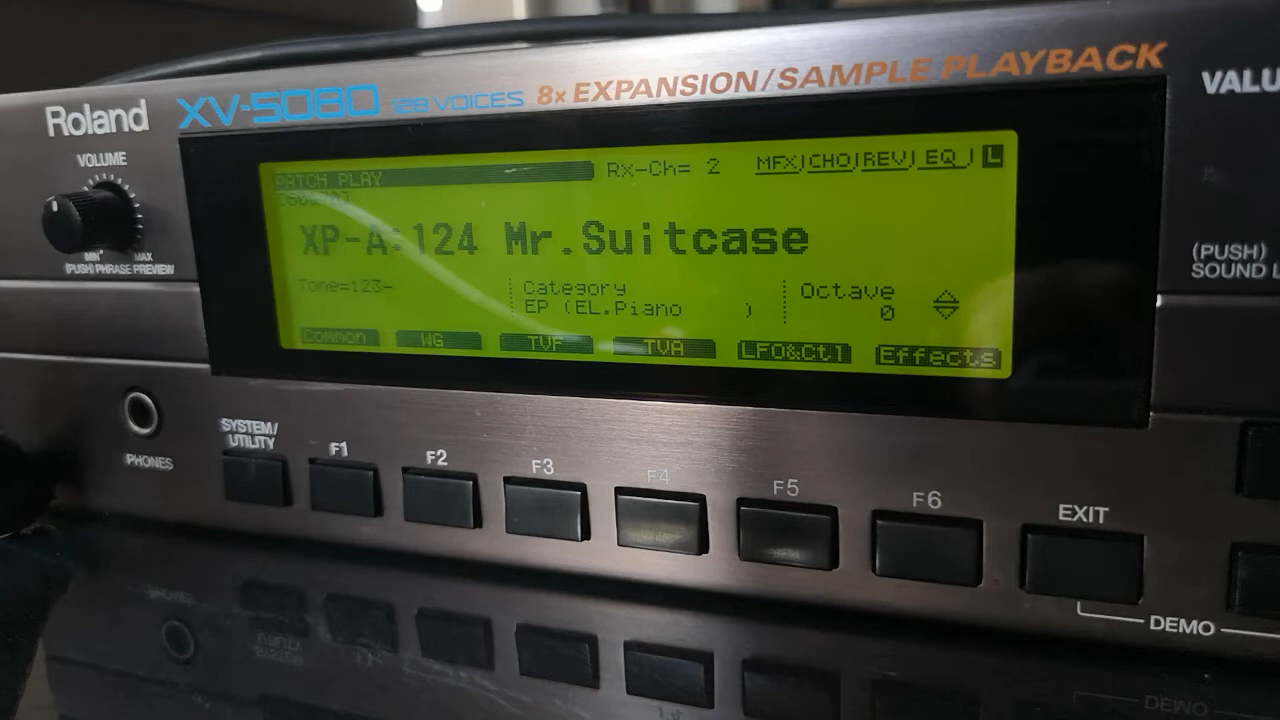 Roland XV-5080 128 VOICES 8x EXPANSION/SAMPLE PLAYBACK
VALU
VOLUME
MIN MAX
(PUSH) PHRASE PREVIEW
PATCH PLAY Rx-Ch= 2 MFX CHO REV EQ L
XP-A:124 Mr.Suitcase
Tone=123-
Category
EP (EL.Piano )
Octave
0
Common WG TVF TVA LFO&Ctl Effects
(PUSH)
SOUND L
PHONES
SYSTEM/
UTILITY
F1 F2 F3 F4 F5 F6 EXIT
DEMO